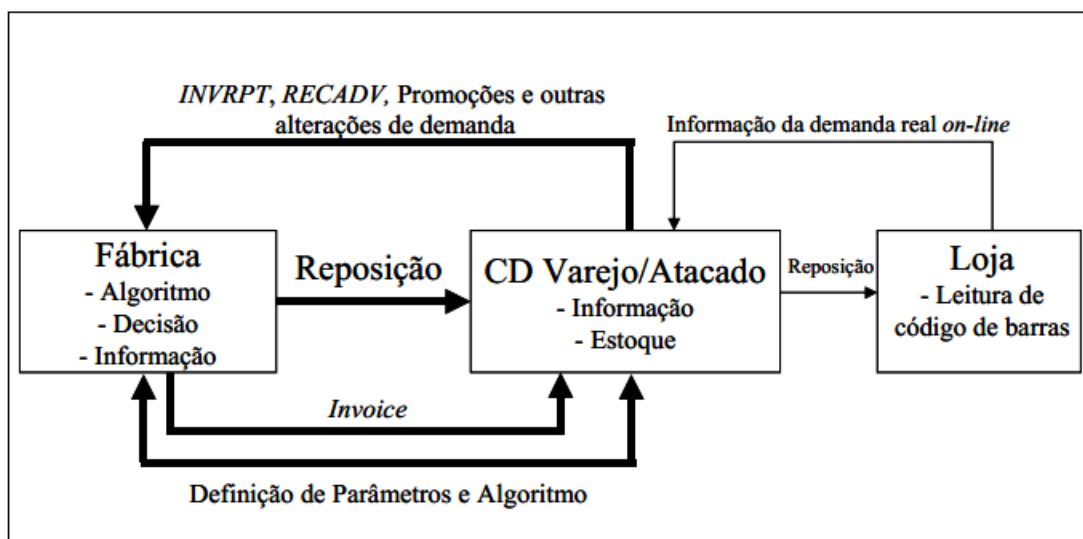 INVRPT, RECADV, Promoções e outras
alterações de demanda
Informação da demanda real on-line
Fábrica
- Algoritmo
- Decisão
- Informação
Reposição
CD Varejo/Atacado
- Informação
- Estoque
Reposição
Loja
- Leitura de
código de barras
Invoice
Definição de Parâmetros e Algoritmo